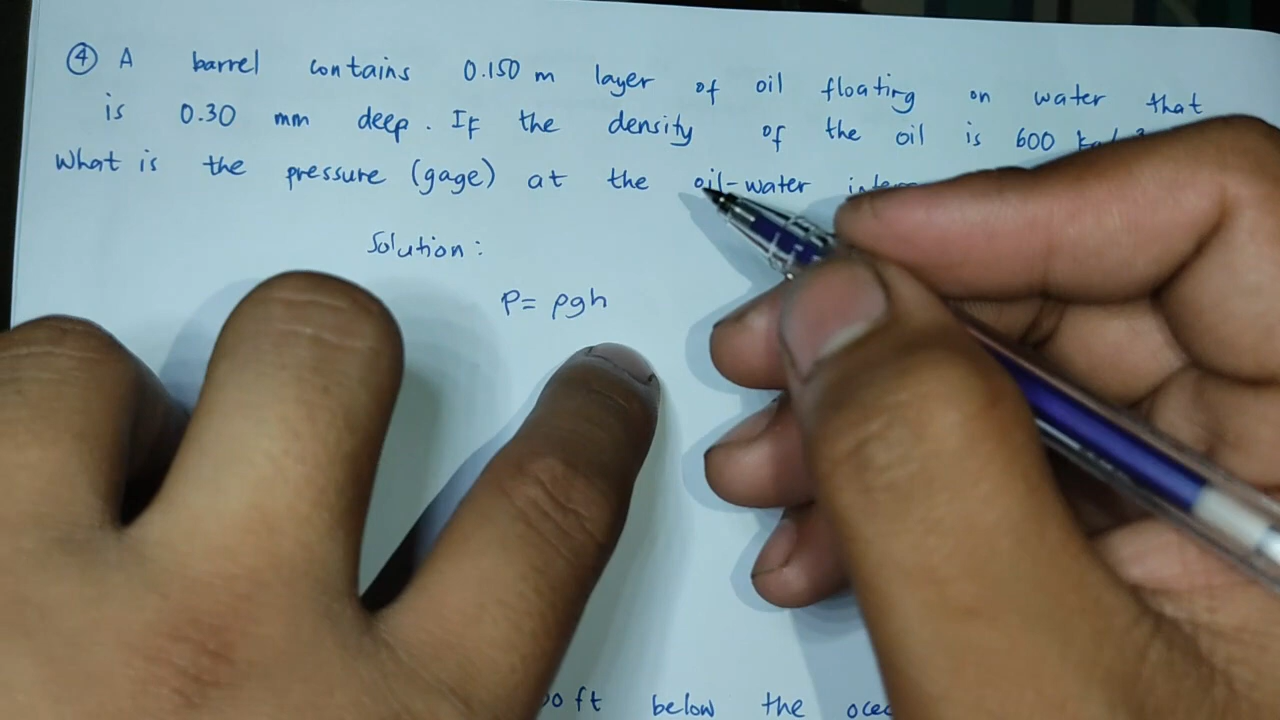 ④ A barrel contains 0.150 m layer of oil floating on water that
is 0.30 mm deep. If the density of the oil is 600
What is the pressure (gage) at the oil-water
Solution:
P = ρgh
ft below the